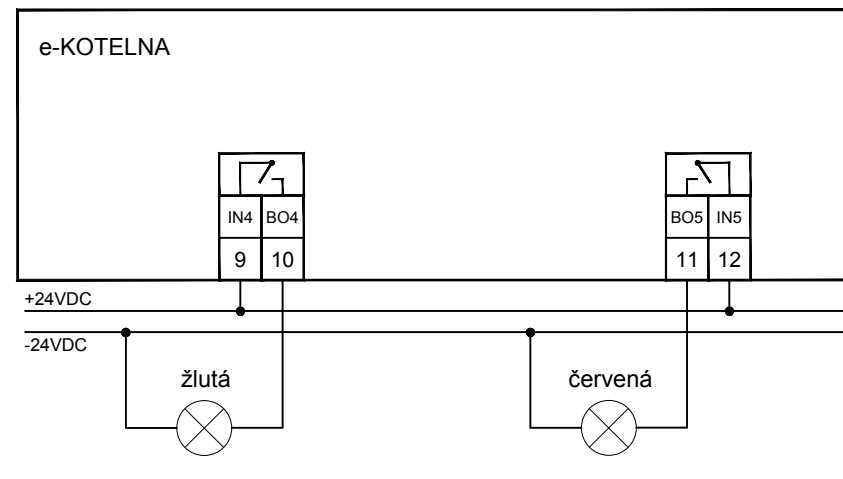 e-KOTELNA
IN4 BO4
BO5 IN5
9 10
11 12
+24VDC
-24VDC
žlutá
červená